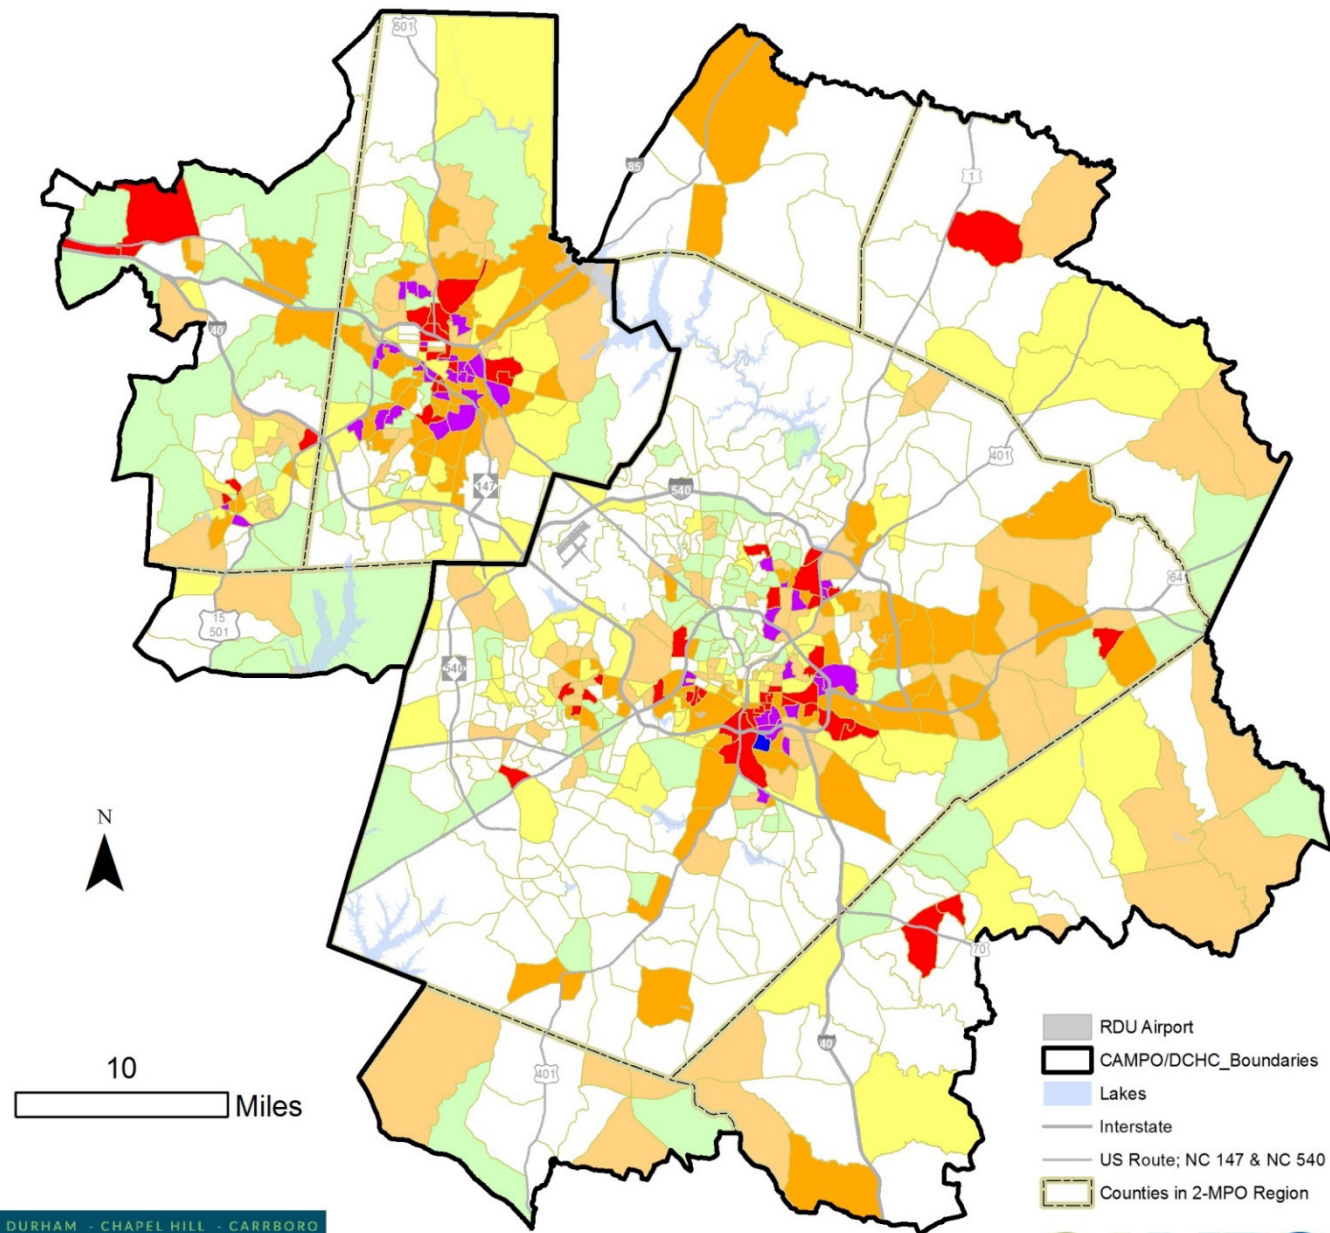 501
85
1
40
401
147
540
641
15
501
540
N
70
RDU Airport
10
CAMPO/DCHC_Boundaries
40
401
Lakes
Miles
Interstate
US Route; NC 147 & NC 540
Counties in 2-MPO Region
DURHAM - CHAPEL HILL - CARRBORO